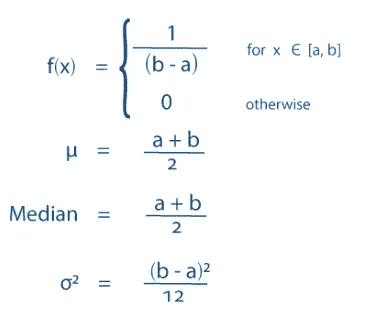 f(x) = { 1 / (b - a) for x ∈ [a, b]
0 otherwise
μ = a + b / 2
Median = a + b / 2
σ² = (b - a)² / 12